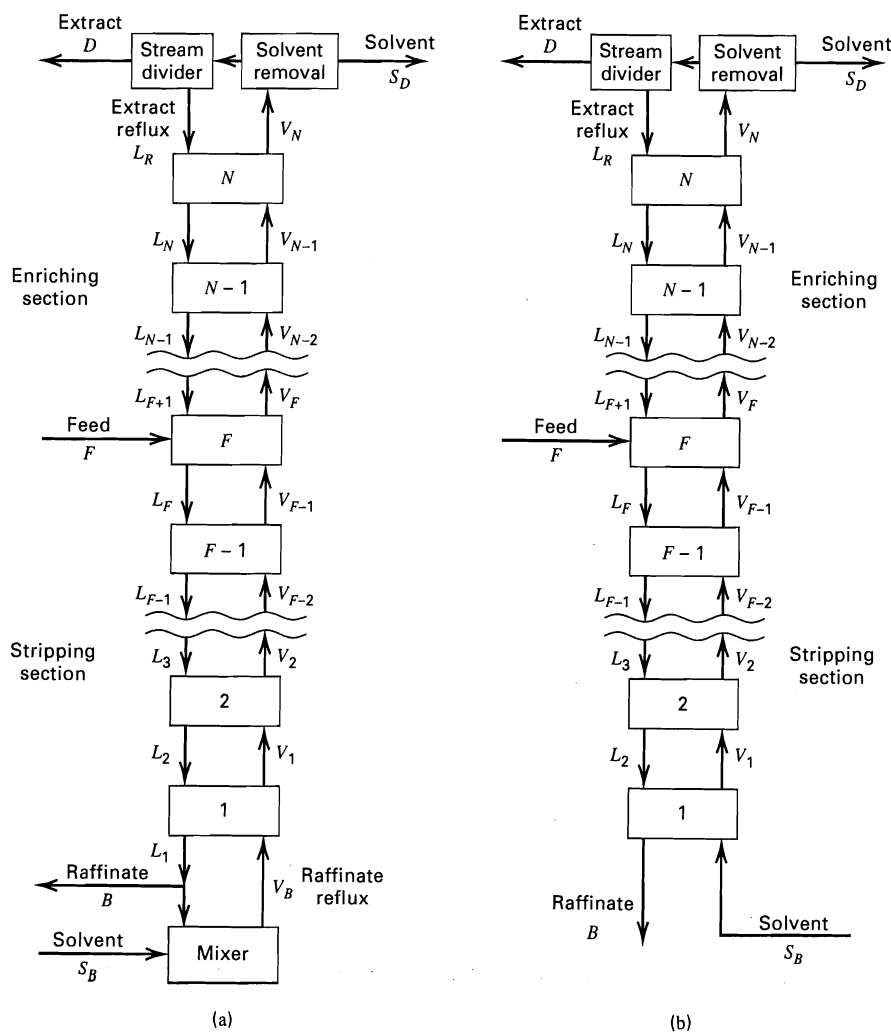 Extract
D
Stream
divider
Solvent
removal
Solvent
S_D
Extract
reflux
L_R
V_N
N
L_N
V_{N-1}
Enriching
section
N − 1
L_{N-1}
V_{N-2}
L_{F+1}
V_F
Feed
F
F
L_F
V_{F-1}
F − 1
L_{F-1}
V_{F-2}
Stripping
section
L_3
V_2
2
L_2
V_1
1
L_1
Raffinate
B
V_B
Raffinate
reflux
Solvent
S_B
Mixer
(a)
Extract
D
Stream
divider
Solvent
removal
Solvent
S_D
Extract
reflux
L_R
V_N
N
L_N
V_{N-1}
Enriching
section
N − 1
L_{N-1}
V_{N-2}
L_{F+1}
V_F
Feed
F
F
L_F
V_{F-1}
F − 1
L_{F-1}
V_{F-2}
Stripping
section
L_3
V_2
2
L_2
V_1
1
Raffinate
B
Solvent
S_B
(b)